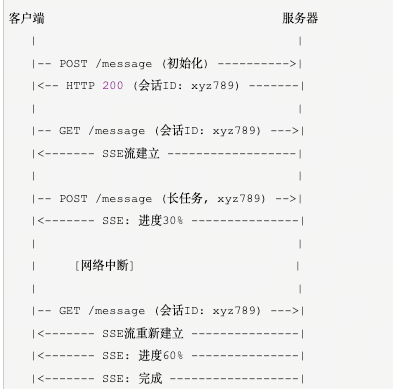 客户端                                服务器
   |                                     |
   |-- POST /message (初始化) ---------->|
   |<-- HTTP 200 (会话ID: xyz789) -------|
   |                                     |
   |-- GET /message (会话ID: xyz789) --->|
   |<------- SSE流建立 -----------------|
   |                                     |
   |-- POST /message (长任务, xyz789) -->|
   |<------- SSE: 进度30% ---------------|
   |                                     |
   |     [网络中断]                      |
   |                                     |
   |-- GET /message (会话ID: xyz789) --->|
   |<------- SSE流重新建立 ---------------|
   |<------- SSE: 进度60% ---------------|
   |<------- SSE: 完成 -----------------|